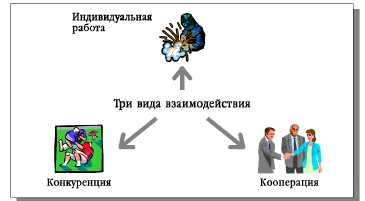 Индивидуальная
работа
Три вида взаимодействия
Конкуренция
Кооперация